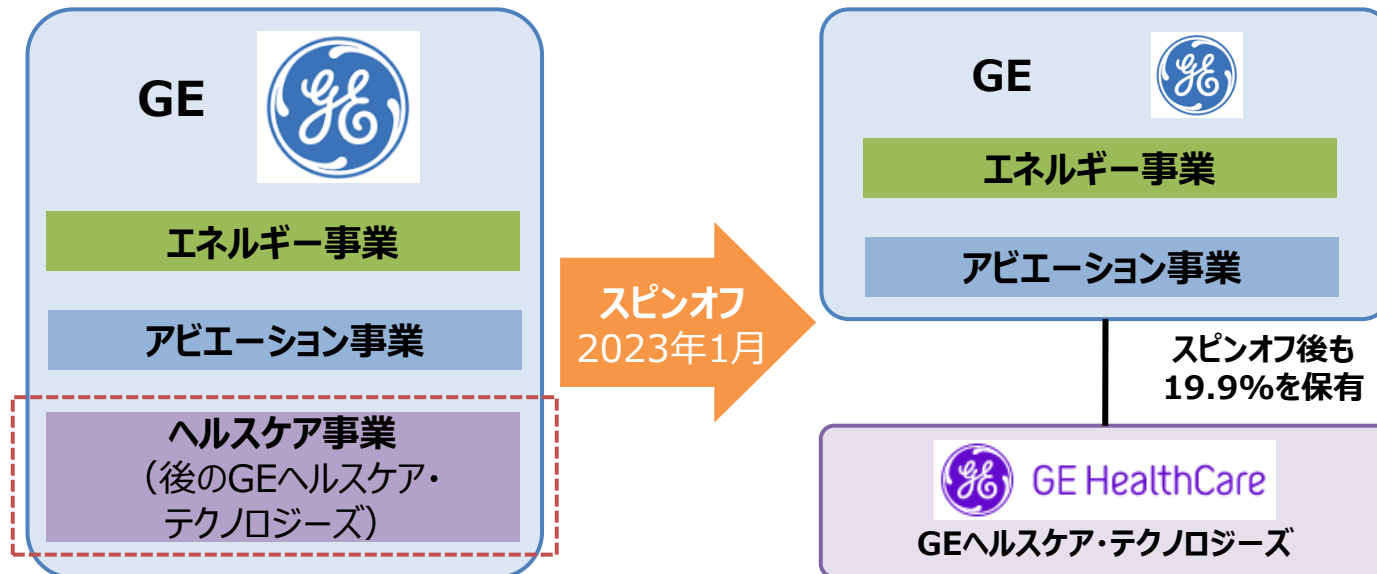 GE
GE
エネルギー事業
アビエーション事業
ヘルスケア事業
(後のGEヘルスケア・
テクノロジーズ)
スピンオフ
2023年1月
GE
GE
エネルギー事業
アビエーション事業
スピンオフ後も
19.9%を保有
GE
GE HealthCare
GEヘルスケア・テクノロジーズ